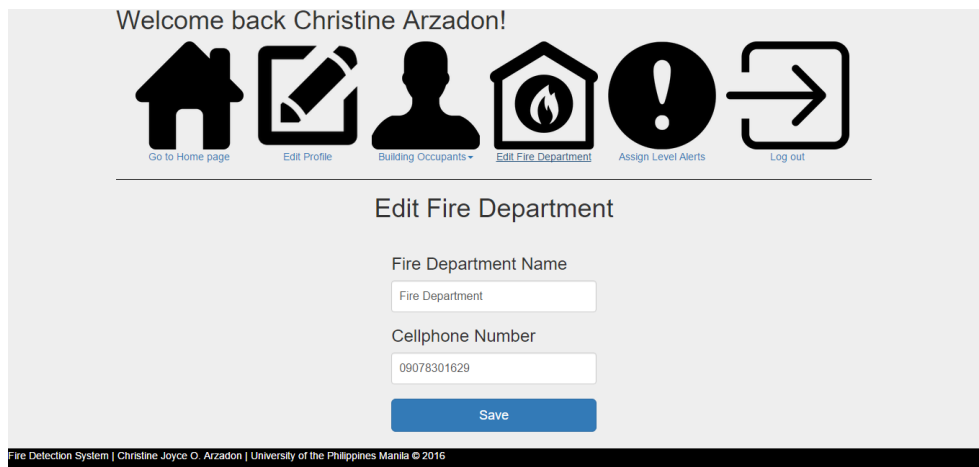 Welcome back Christine Arzadon!
Go to Home page
Edit Profile
Building Occupants
Edit Fire Department
Assign Level Alerts
Log out
Edit Fire Department
Fire Department Name
Fire Department
Cellphone Number
09078301629
Save
Fire Detection System | Christine Joyce O. Arzadon | University of the Philippines Manila © 2016